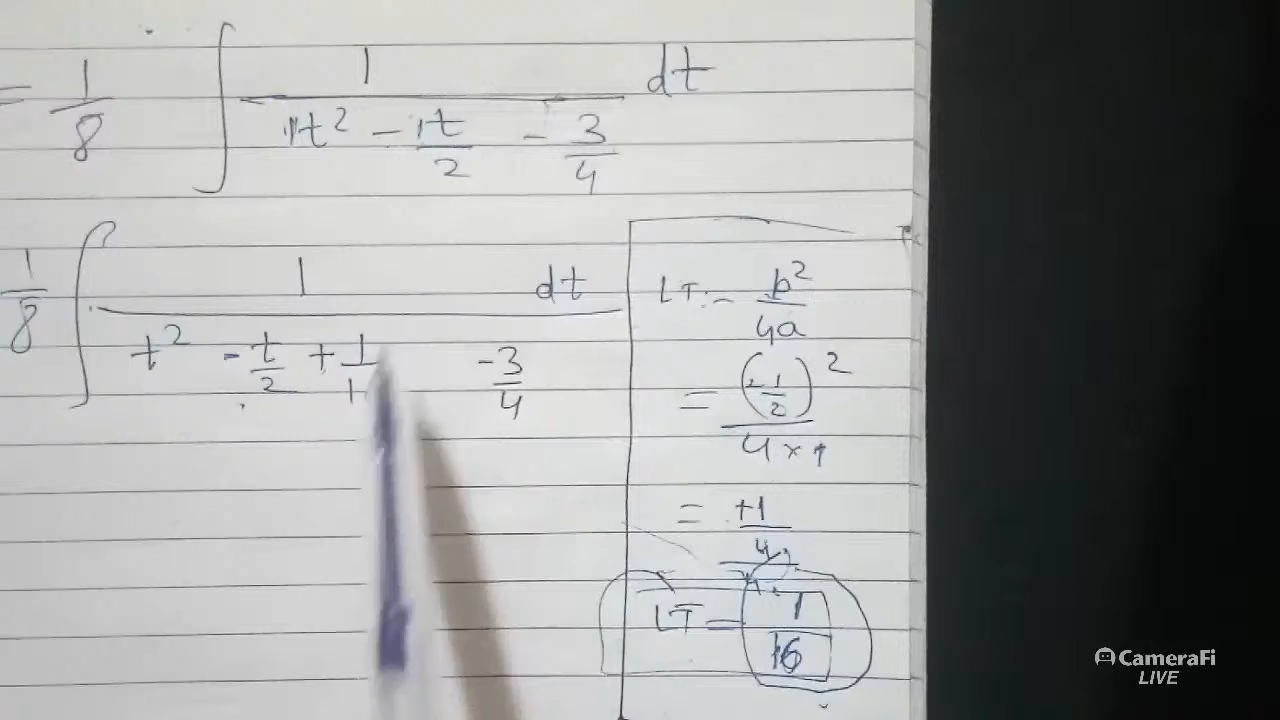 = 1/8 ∫ 1/(1t² - 1t/2 - 3/4) dt
1/8 ∫ 1/(t² - t/2 + 1/1 - 3/4) dt
LT = b²/4a
= (-1/2)²/(4×1)
= +1/4
LT = 1/16
CameraFi
LIVE